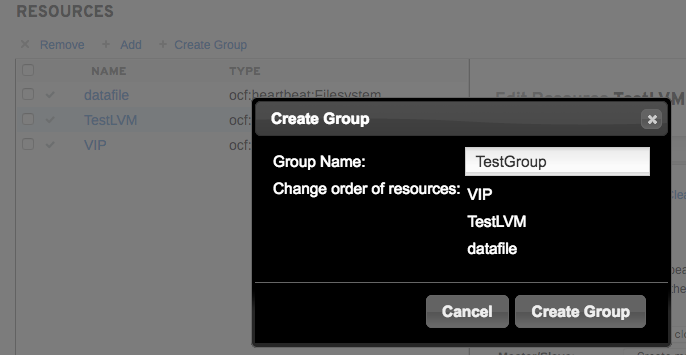 RESOURCES
Remove Add Create Group
NAME TYPE
datafile ocf:heartbeat:Filesystem
Edit Resource TestLVM
TestLVM ocf:
VIP ocf:
Create Group
Group Name: TestGroup
Change order of resources: VIP
TestLVM
datafile
Cancel Create Group